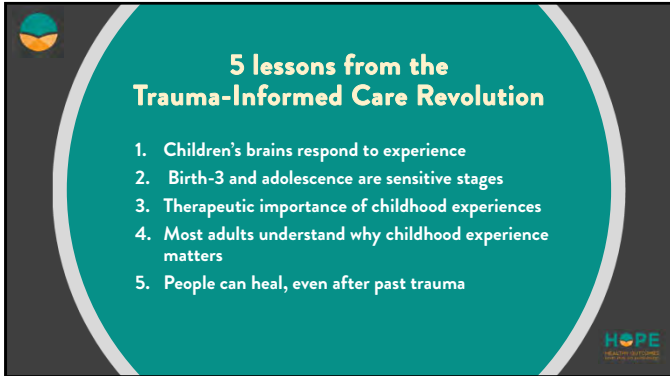 5 lessons from the
Trauma-Informed Care Revolution
1. Children's brains respond to experience
2. Birth-3 and adolescence are sensitive stages
3. Therapeutic importance of childhood experiences
4. Most adults understand why childhood experience
matters
5. People can heal, even after past trauma
HOPE
HEALTHY OUTCOMES